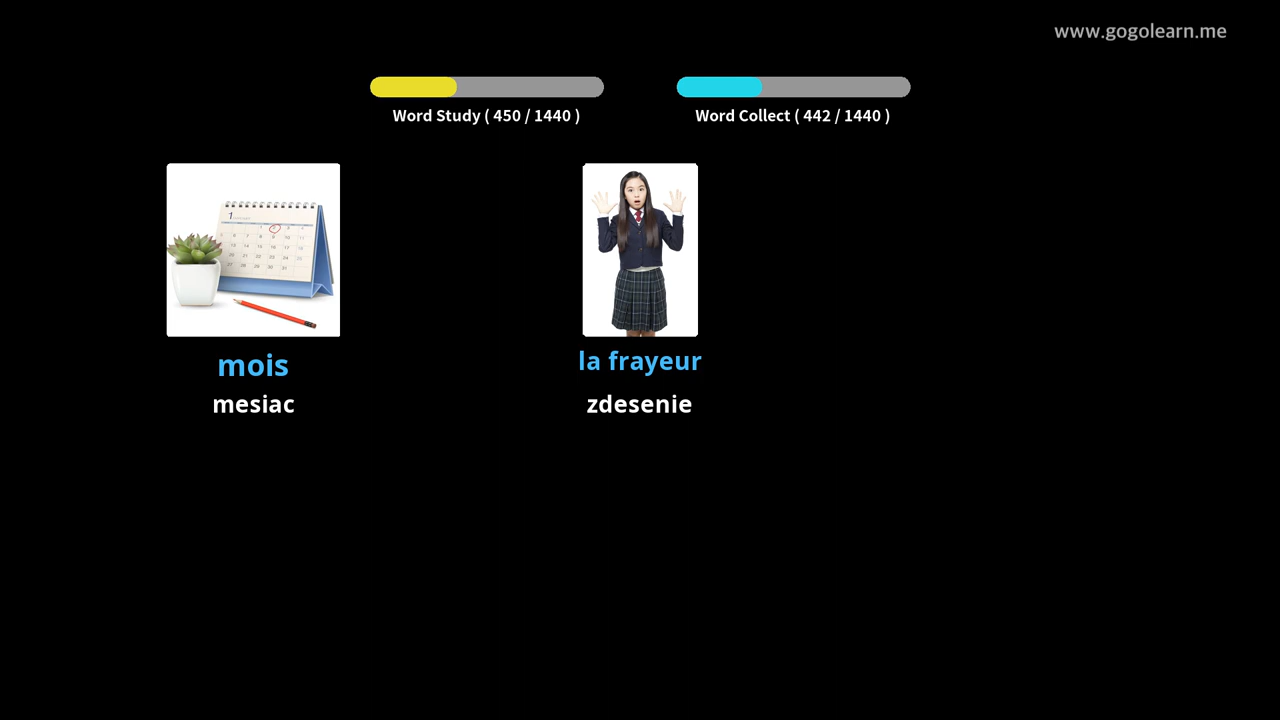 www.gogolearn.me
Word Study ( 450 / 1440 )
Word Collect ( 442 / 1440 )
mois
la frayeur
mesiac
zdesenie